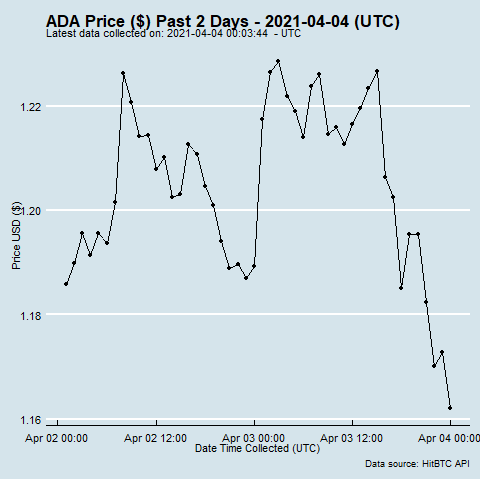 ADA Price ($) Past 2 Days - 2021-04-04 (UTC)
Latest data collected on: 2021-04-04 00:03:44 - UTC
Price USD ($)
1.22
1.20
1.18
1.16
Apr 02 00:00 Apr 02 12:00 Apr 03 00:00 Apr 03 12:00 Apr 04 00:00
Date Time Collected (UTC)
Data source: HitBTC API